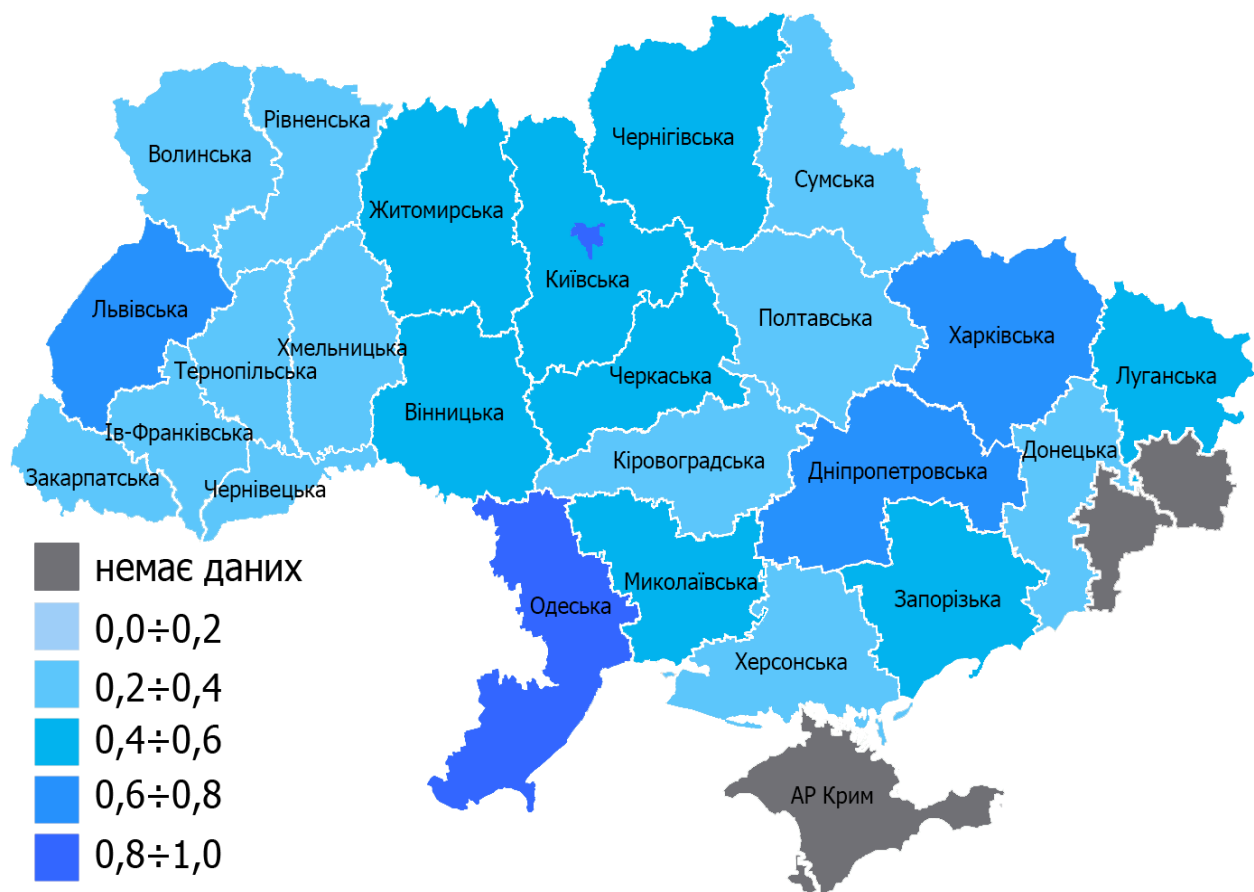 Чернігівська
Рівненська
Волинська
Сумська
Житомирська
Київська
Львівська
Полтавська
Харківська
Хмельницька
Тернопільська
Черкаська
Луганська
Вінницька
Ів-Франківська
Донецька
Кіровоградська
Дніпропетровська
Закарпатська
Чернівецька
немає даних
Миколаївська
Запорізька
Одеська
0,0÷0,2
Херсонська
0,2÷0,4
0,4÷0,6
АР Крим
0,6÷0,8
0,8÷1,0